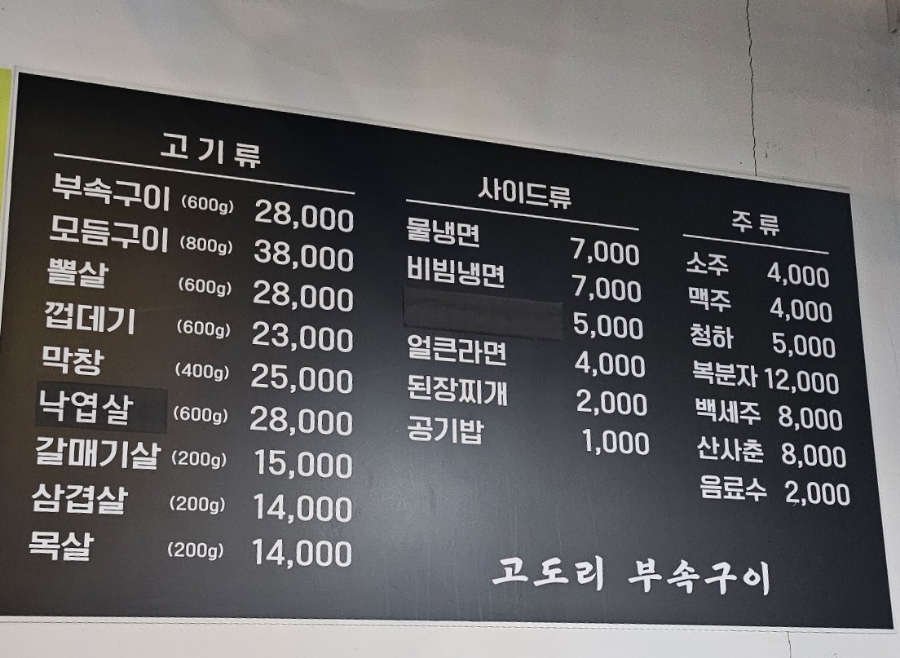 고기류
부속구이 (600g) 28,000
모듬구이 (800g) 38,000
뽈살 (600g) 28,000
껍데기 (600g) 23,000
막창 (400g) 25,000
낙엽살 (600g) 28,000
갈매기살 (200g) 15,000
삼겹살 (200g) 14,000
목살 (200g) 14,000
사이드류
물냉면 7,000
비빔냉면 7,000
5,000
얼큰라면 4,000
된장찌개 2,000
공기밥 1,000
주류
소주 4,000
맥주 4,000
청하 5,000
복분자 12,000
백세주 8,000
산사춘 8,000
음료수 2,000
고도리 부속구이